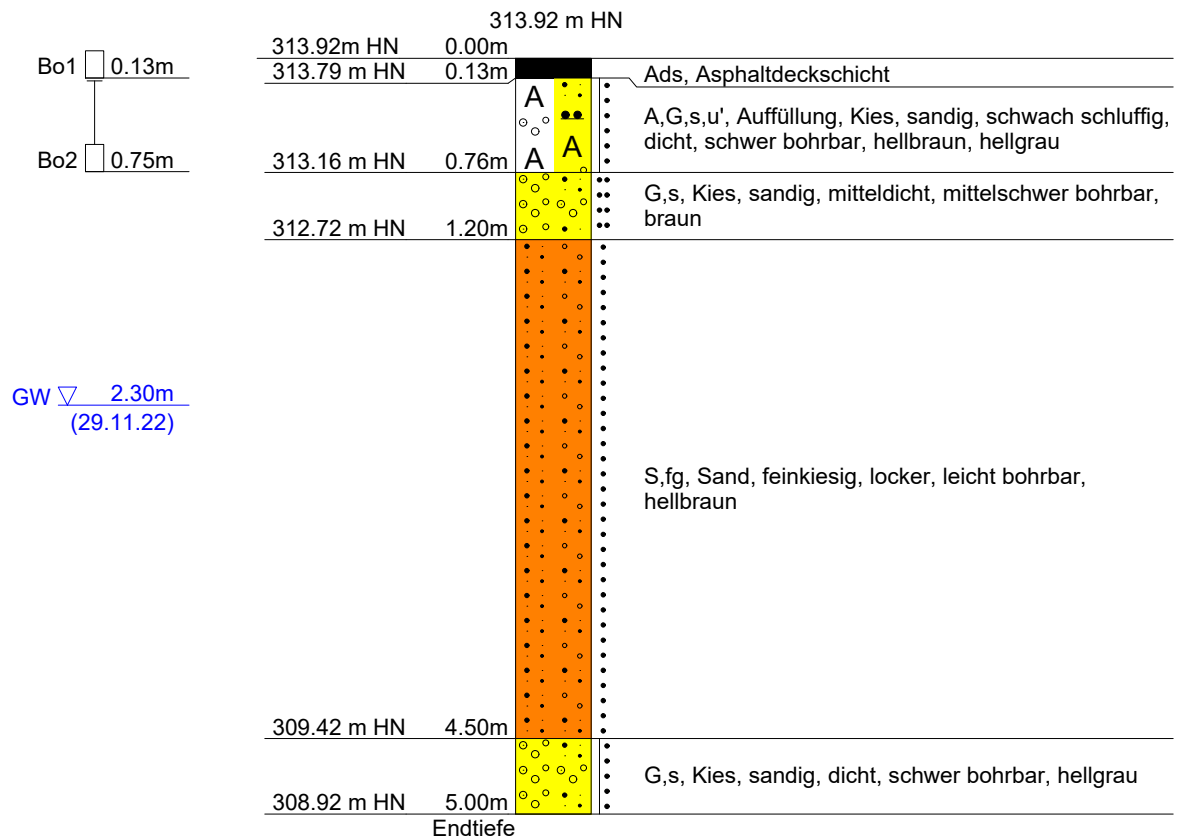 313.92 m HN
313.92m HN 0.00m
Bo1 0.13m
313.79 m HN 0.13m
Ads, Asphaltdeckschicht
A
A,G,s,u', Auffüllung, Kies, sandig, schwach schluffig,
dicht, schwer bohrbar, hellbraun, hellgrau
A
A
Bo2 0.75m
313.16 m HN 0.76m
G,s, Kies, sandig, mitteldicht, mittelschwer bohrbar,
braun
312.72 m HN 1.20m
GW 2.30m
(29.11.22)
S,fg, Sand, feinkiesig, locker, leicht bohrbar,
hellbraun
309.42 m HN 4.50m
G,s, Kies, sandig, dicht, schwer bohrbar, hellgrau
308.92 m HN 5.00m
Endtiefe